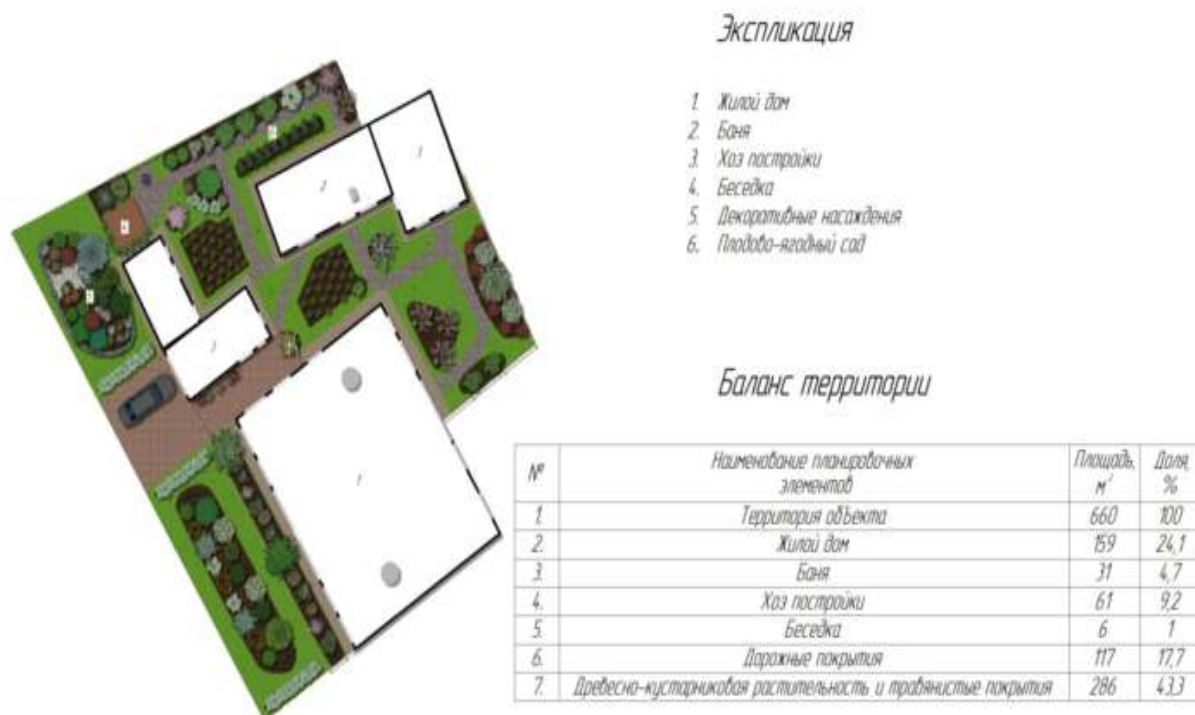 Экспликация
1. Жилой дом
2. Баня
3. Хоз постройки
4. Беседка
5. Декоративные насаждения
6. Плодово-ягодный сад
Баланс территории
№ Наименование планировочных элементов Площадь, м² Доля, %
1. Территория объекта 660 100
2. Жилой дом 159 24,1
3. Баня 31 4,7
4. Хоз постройки 61 9,2
5. Беседка 6 1
6. Дорожные покрытия 117 17,7
7. Древесно-кустарниковая растительность и травянистые покрытия 286 43,3